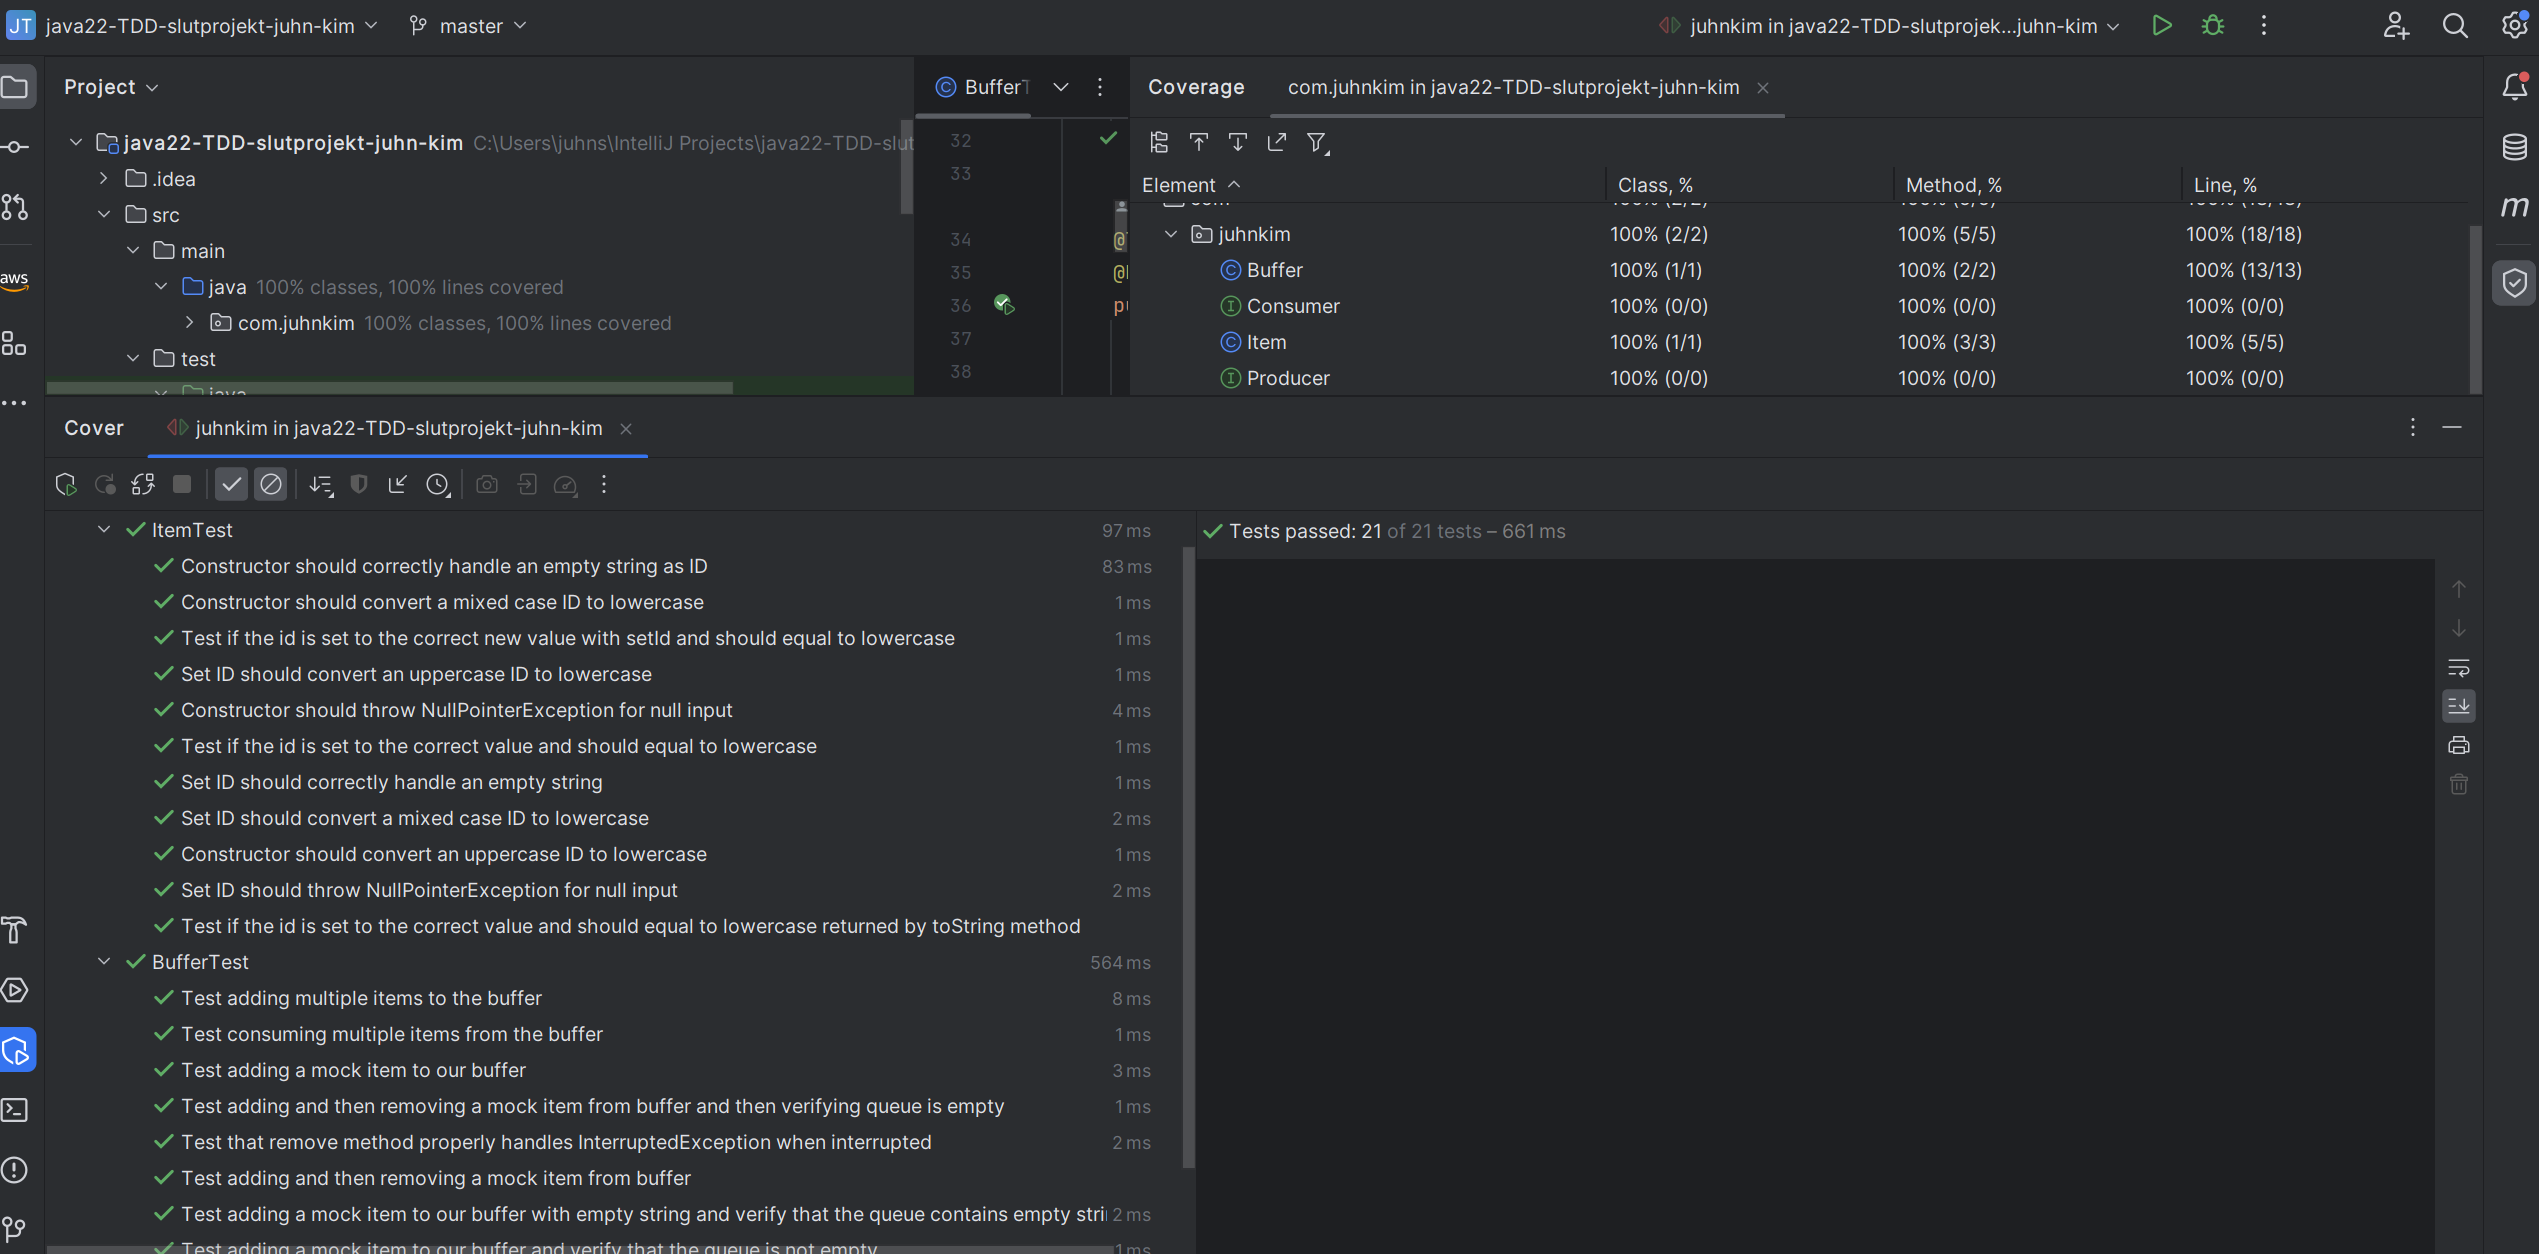 JT java22-TDD-slutprojekt-juhn-kim master juhnkim in java22-TDD-slutprojek...juhn-kim
Project
java22-TDD-slutprojekt-juhn-kim C:\Users\juhns\IntelliJ Projects\java22-TDD-slut
.idea
src
main
java 100% classes, 100% lines covered
com.juhnkim 100% classes, 100% lines covered
test
java
Buffer
32
33
34
35
36
37
38
Coverage com.juhnkim in java22-TDD-slutprojekt-juhn-kim
Element Class, % Method, % Line, %
juhnkim 100% (2/2) 100% (5/5) 100% (18/18)
Buffer 100% (1/1) 100% (2/2) 100% (13/13)
Consumer 100% (0/0) 100% (0/0) 100% (0/0)
Item 100% (1/1) 100% (3/3) 100% (5/5)
Producer 100% (0/0) 100% (0/0) 100% (0/0)
m
aws
Cover juhnkim in java22-TDD-slutprojekt-juhn-kim
ItemTest 97 ms
Constructor should correctly handle an empty string as ID 83 ms
Constructor should convert a mixed case ID to lowercase 1 ms
Test if the id is set to the correct new value with setId and should equal to lowercase 1 ms
Set ID should convert an uppercase ID to lowercase 1 ms
Constructor should throw NullPointerException for null input 4 ms
Test if the id is set to the correct value and should equal to lowercase 1 ms
Set ID should correctly handle an empty string 1 ms
Set ID should convert a mixed case ID to lowercase 2 ms
Constructor should convert an uppercase ID to lowercase 1 ms
Set ID should throw NullPointerException for null input 2 ms
Test if the id is set to the correct value and should equal to lowercase returned by toString method
BufferTest 564 ms
Test adding multiple items to the buffer 8 ms
Test consuming multiple items from the buffer 1 ms
Test adding a mock item to our buffer 3 ms
Test adding and then removing a mock item from buffer and then verifying queue is empty 1 ms
Test that remove method properly handles InterruptedException when interrupted 2 ms
Test adding and then removing a mock item from buffer
Test adding a mock item to our buffer with empty string and verify that the queue contains empty stri 2 ms
Test adding a mock item to our buffer and verify that the queue is not empty 1 ms
Tests passed: 21 of 21 tests – 661 ms